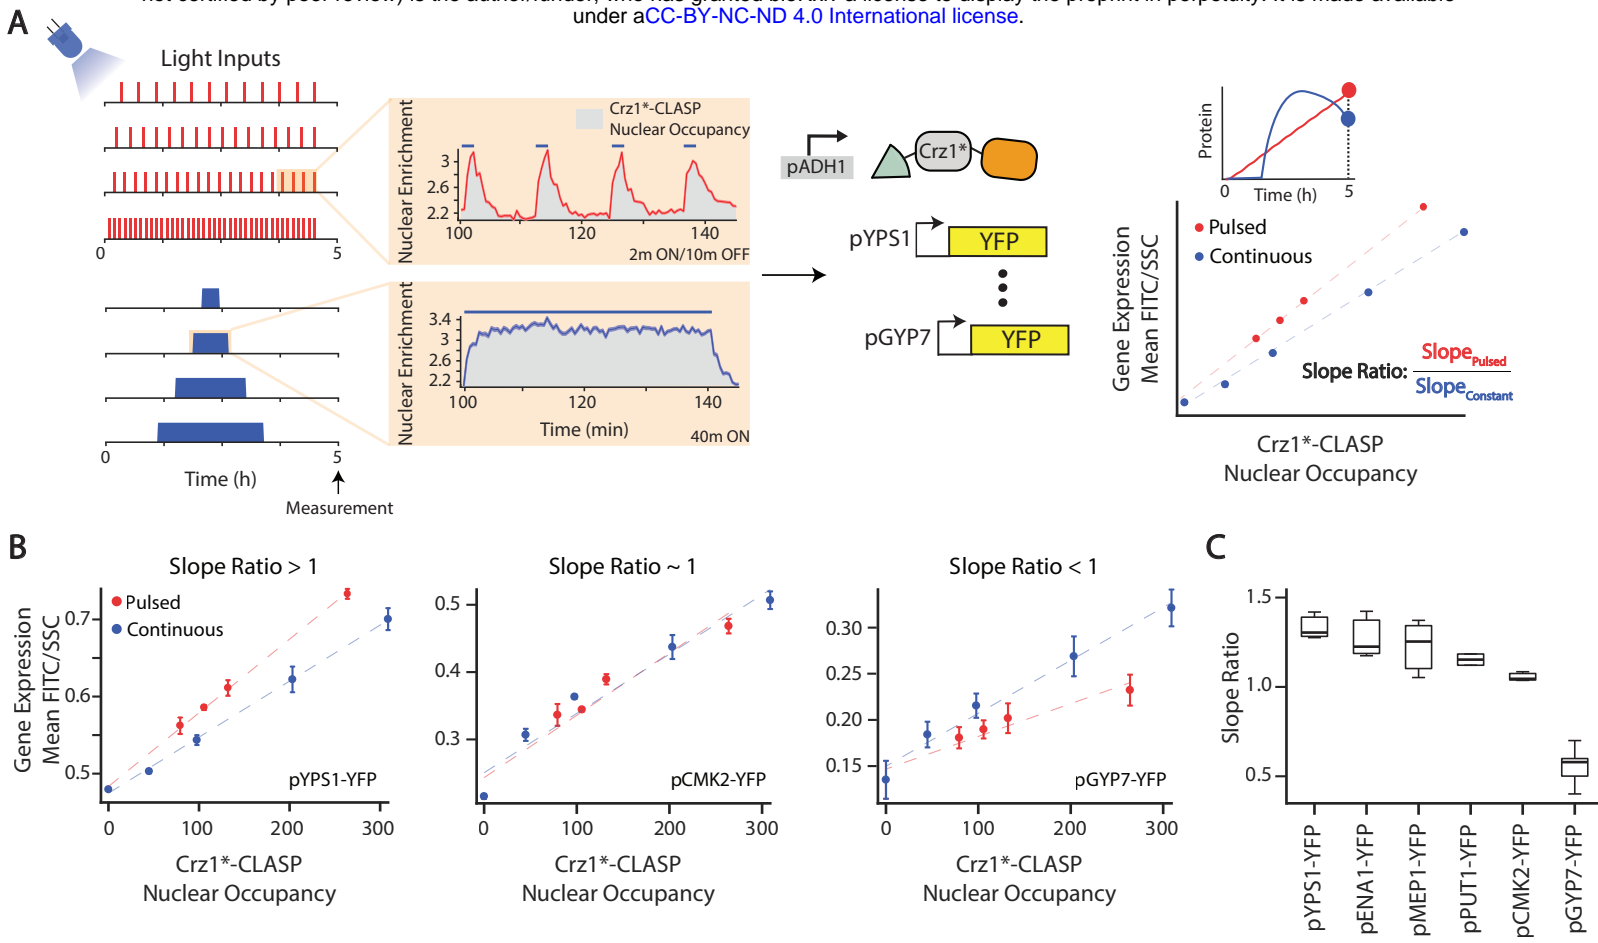 under aCC-BY-NC-ND 4.0 International license.
A
Light Inputs
0 5
0 5
Time (h)
Measurement
Nuclear Enrichment
Crz1*-CLASP
Nuclear Occupancy
3
2.6
2.2
100 120 140
2m ON/10m OFF
Nuclear Enrichment
3.4
3
2.6
2.2
100 120 140
Time (min)
40m ON
pADH1
Crz1*
pYPS1
YFP
pGYP7
YFP
Protein
0 5
Time (h)
Pulsed
Continuous
Gene Expression
Mean FITC/SSC
Slope Ratio:
SlopePulsed
SlopeConstant
Crz1*-CLASP
Nuclear Occupancy
B
Slope Ratio > 1
Pulsed
Continuous
Gene Expression
Mean FITC/SSC
0.7
0.6
0.5
pYPS1-YFP
0 100 200 300
Crz1*-CLASP
Nuclear Occupancy
Slope Ratio ~ 1
0.5
0.4
0.3
pCMK2-YFP
0 100 200 300
Crz1*-CLASP
Nuclear Occupancy
Slope Ratio < 1
0.30
0.25
0.20
0.15
pGYP7-YFP
0 100 200 300
Crz1*-CLASP
Nuclear Occupancy
C
Slope Ratio
1.5
1.0
0.5
pYPS1-YFP
pENA1-YFP
pMEP1-YFP
pPUT1-YFP
pCMK2-YFP
pGYP7-YFP